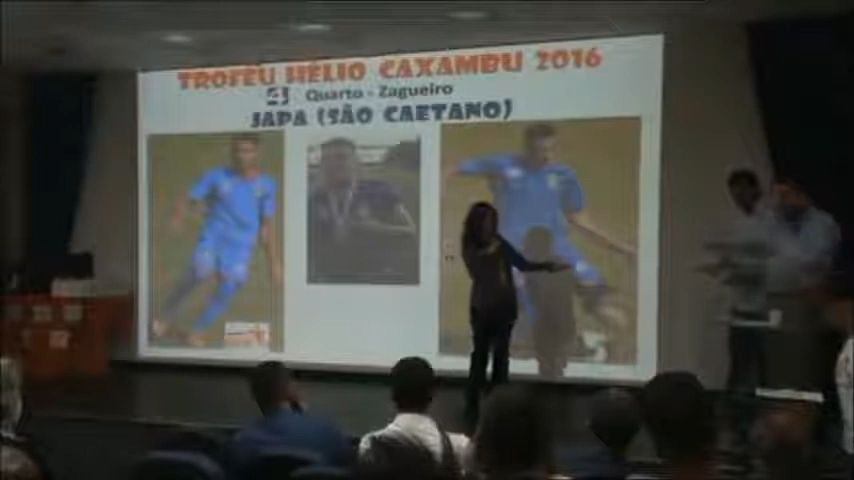 TROFEU HÉLIO CAXAMBU 2016
4 Quarto - Zagueiro
JAPA (SÃO CAETANO)